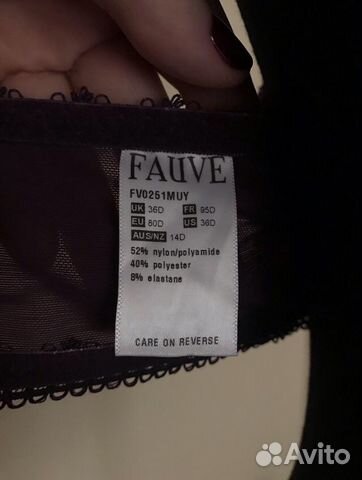 FAUVE
FV0251MUY
UK 36D FR 95D
EU 80D US 36D
AUS/NZ 14D
52% nylon/polyamide
40% polyester
8% elastane
CARE ON REVERSE
Avito